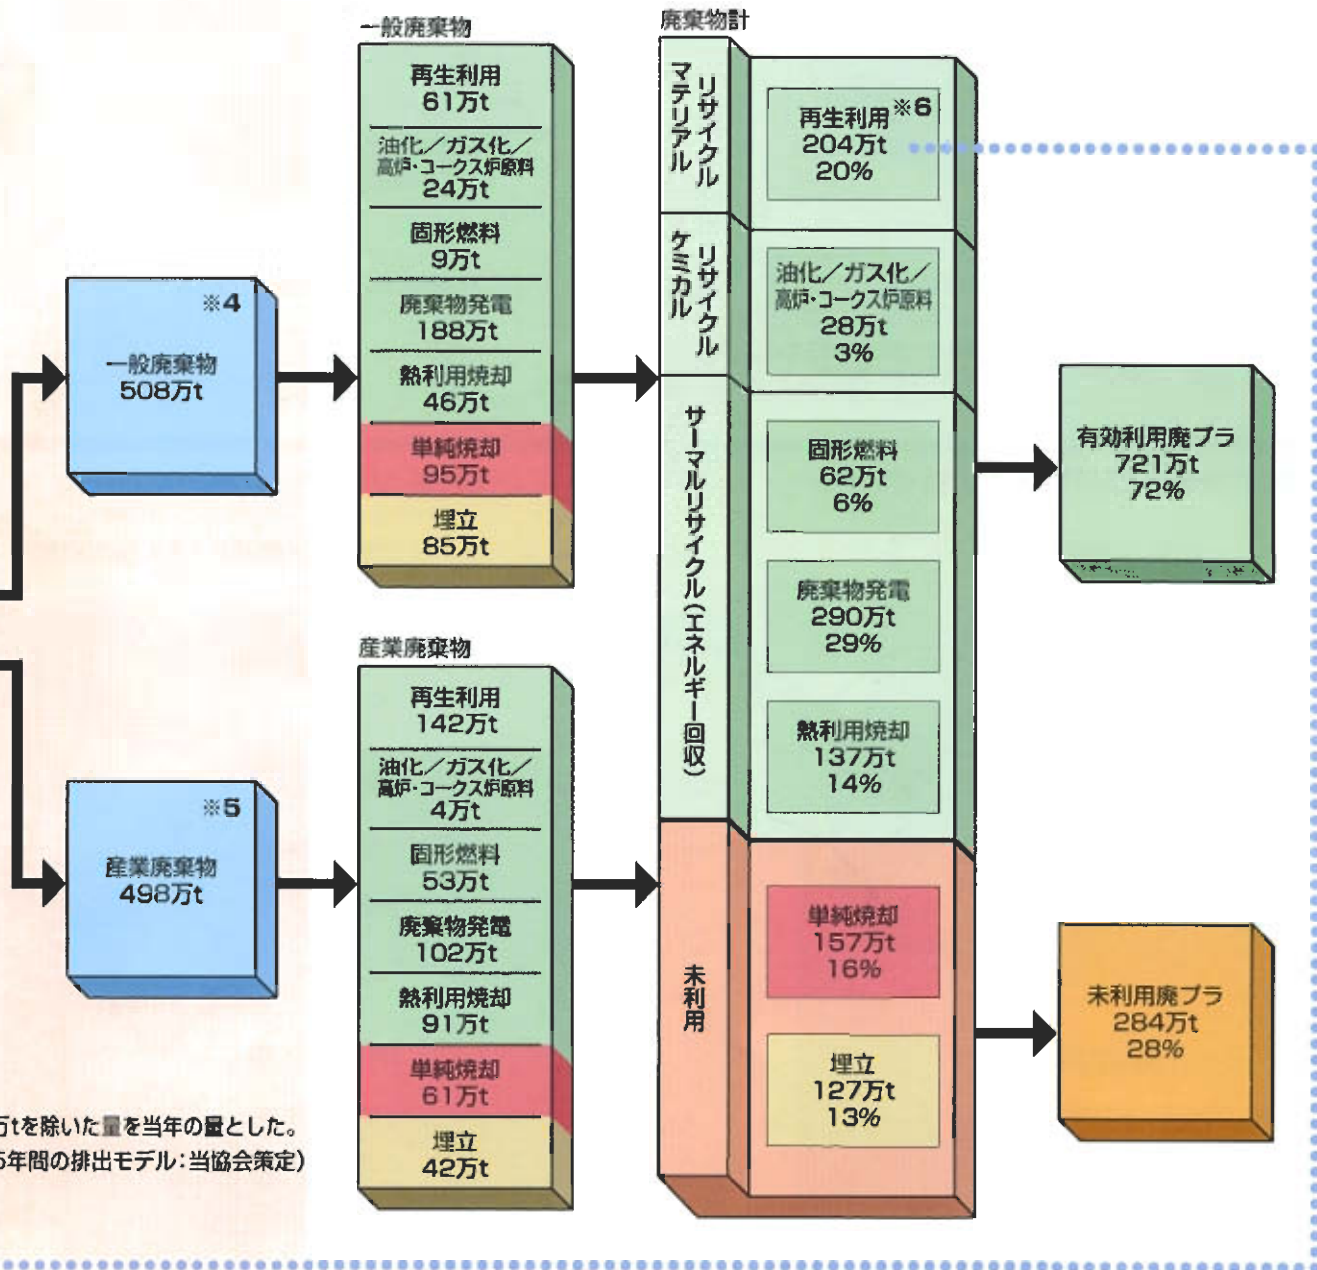 ※4
一般廃棄物
508万t
※5
産業廃棄物
498万t
万tを除いた量を当年の量とした。
5年間の排出モデル:当協会策定)
一般廃棄物
再生利用
61万t
油化/ガス化/
高炉・コークス炉原料
24万t
固形燃料
9万t
廃棄物発電
188万t
熱利用焼却
46万t
単純焼却
95万t
埋立
85万t
産業廃棄物
再生利用
142万t
油化/ガス化/
高炉・コークス炉原料
4万t
固形燃料
53万t
廃棄物発電
102万t
熱利用焼却
91万t
単純焼却
61万t
埋立
42万t
廃棄物計
マテリアル
リサイクル
再生利用※6
204万t
20%
ケミカル
リサイクル
油化/ガス化/
高炉・コークス炉原料
28万t
3%
サーマルリサイクル(エネルギー回収)
固形燃料
62万t
6%
廃棄物発電
290万t
29%
熱利用焼却
137万t
14%
未利用
単純焼却
157万t
16%
埋立
127万t
13%
有効利用廃プラ
721万t
72%
未利用廃プラ
284万t
28%